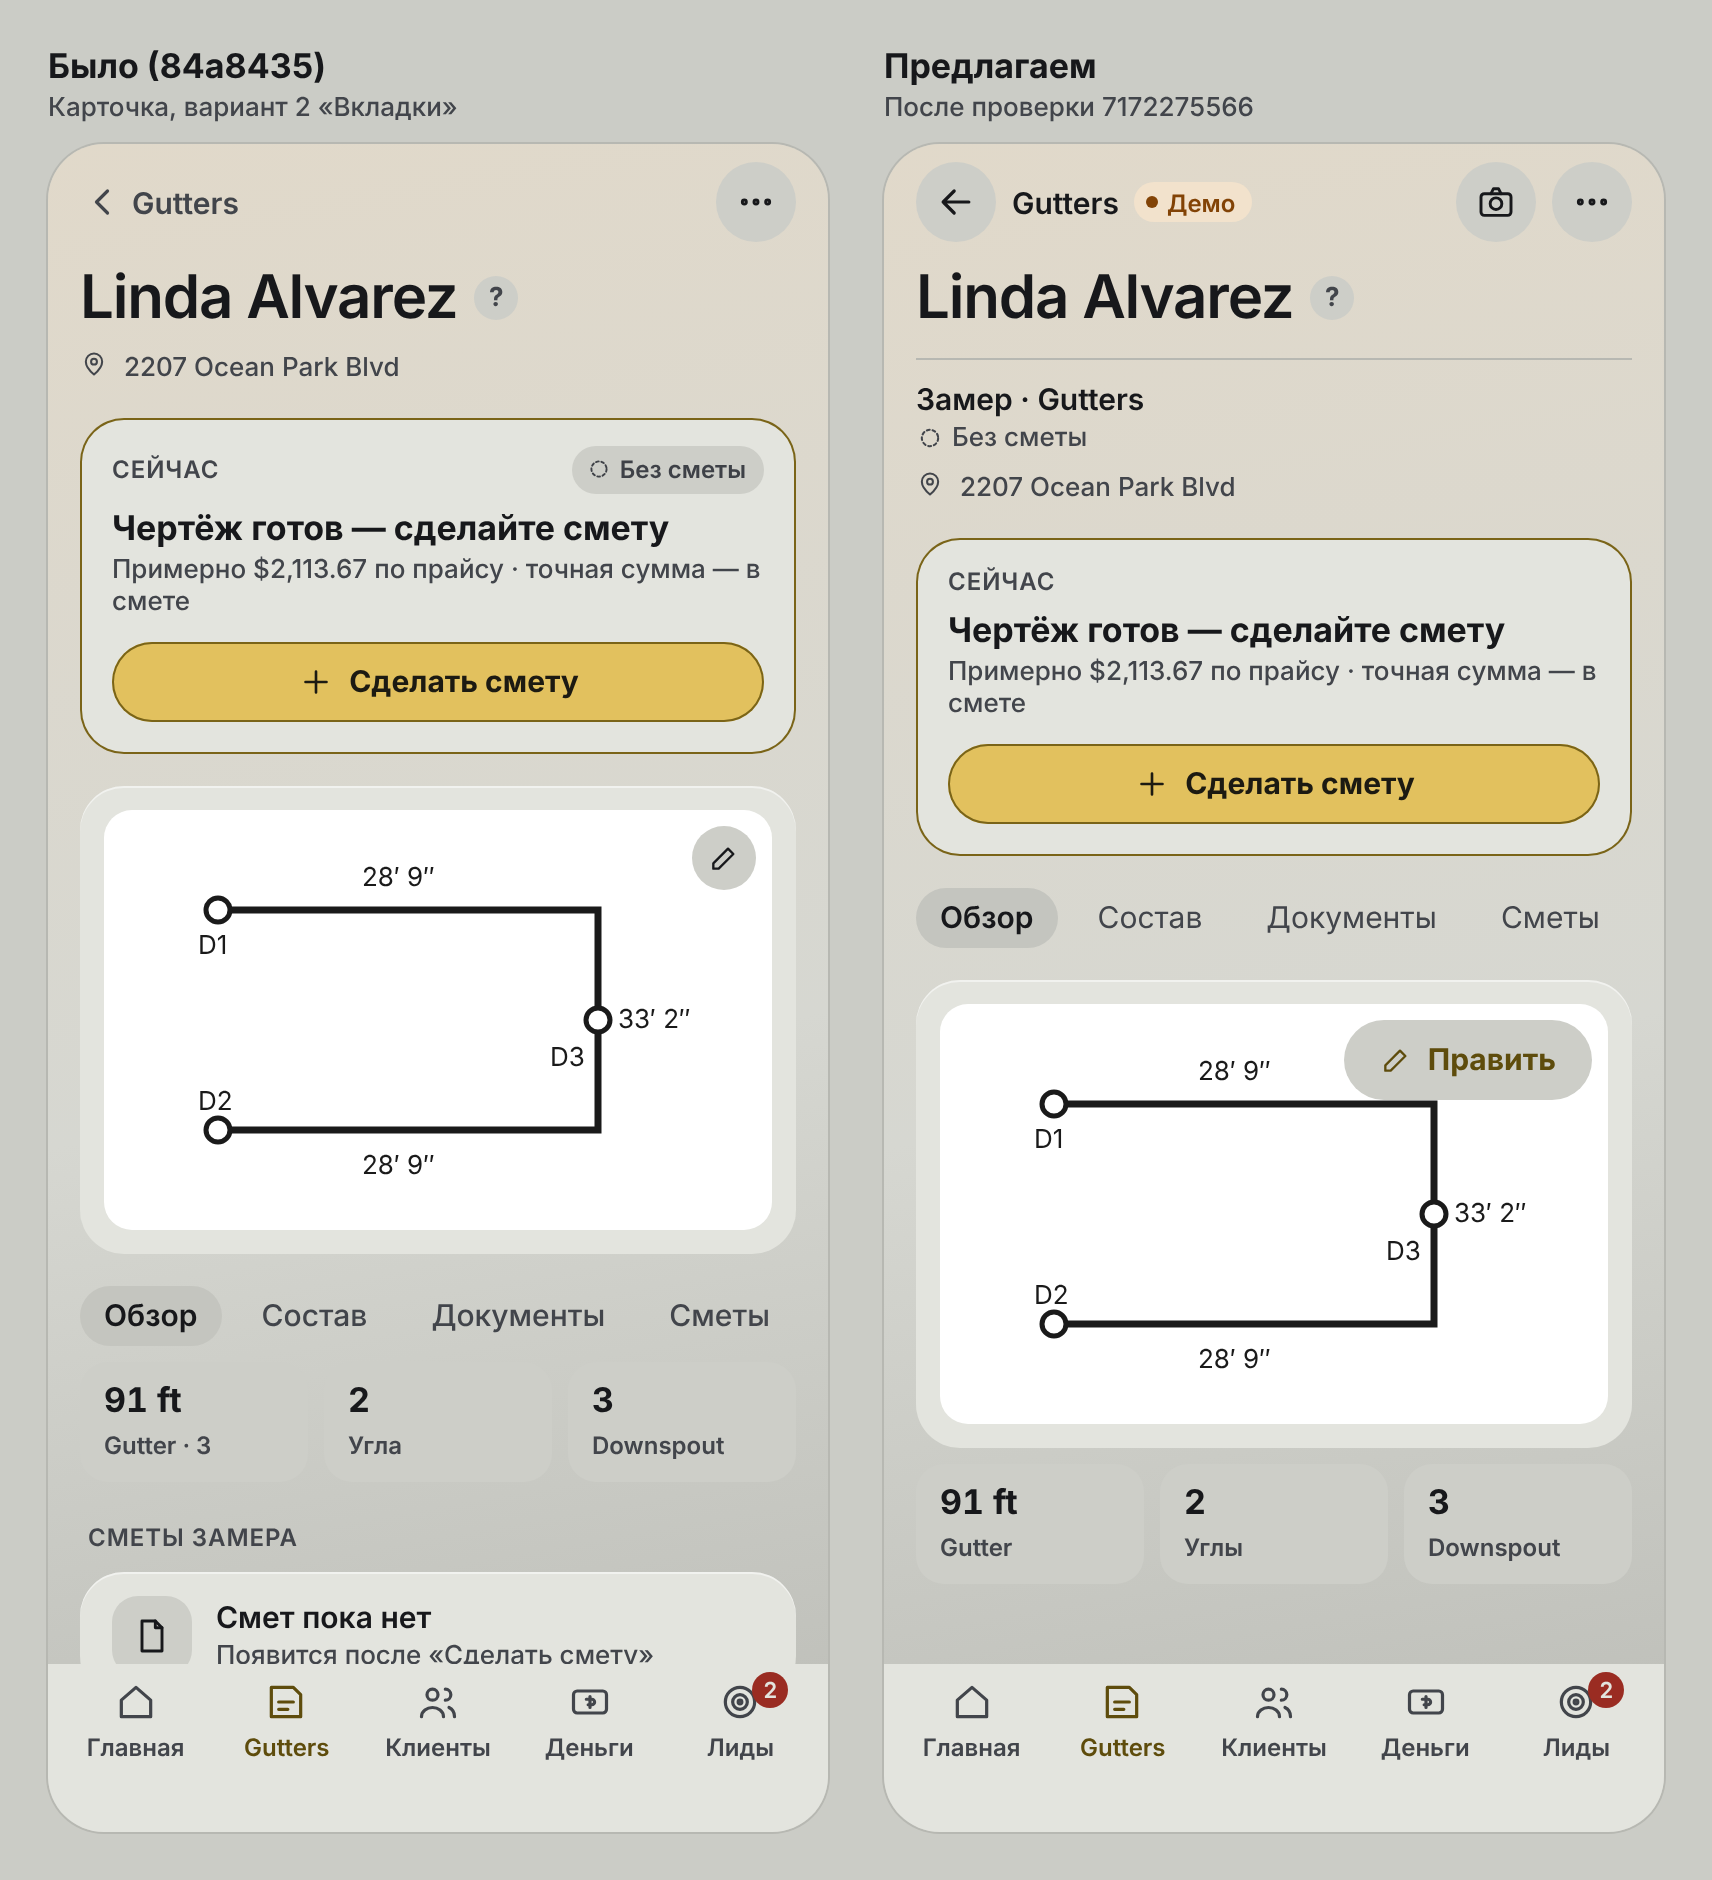 Было (84a8435)
Карточка, вариант 2 «Вкладки»
Gutters
Linda Alvarez ?
2207 Ocean Park Blvd
СЕЙЧАС
Без сметы
Чертёж готов — сделайте смету
Примерно $2,113.67 по прайсу · точная сумма — в
смете
Сделать смету
28′ 9″
D1
33′ 2″
D3
D2
28′ 9″
Обзор Состав Документы Сметы
91 ft 2 3
Gutter · 3 Угла Downspout
СМЕТЫ ЗАМЕРА
Смет пока нет
Появится после «Сделать смету»
2
Главная Gutters Клиенты Деньги Лиды
Предлагаем
После проверки 7172275566
Gutters
Демо
Linda Alvarez ?
Замер · Gutters
Без сметы
2207 Ocean Park Blvd
СЕЙЧАС
Чертёж готов — сделайте смету
Примерно $2,113.67 по прайсу · точная сумма — в
смете
Сделать смету
Обзор Состав Документы Сметы
Править
28′ 9″
D1
33′ 2″
D3
D2
28′ 9″
91 ft 2 3
Gutter Углы Downspout
2
Главная Gutters Клиенты Деньги Лиды